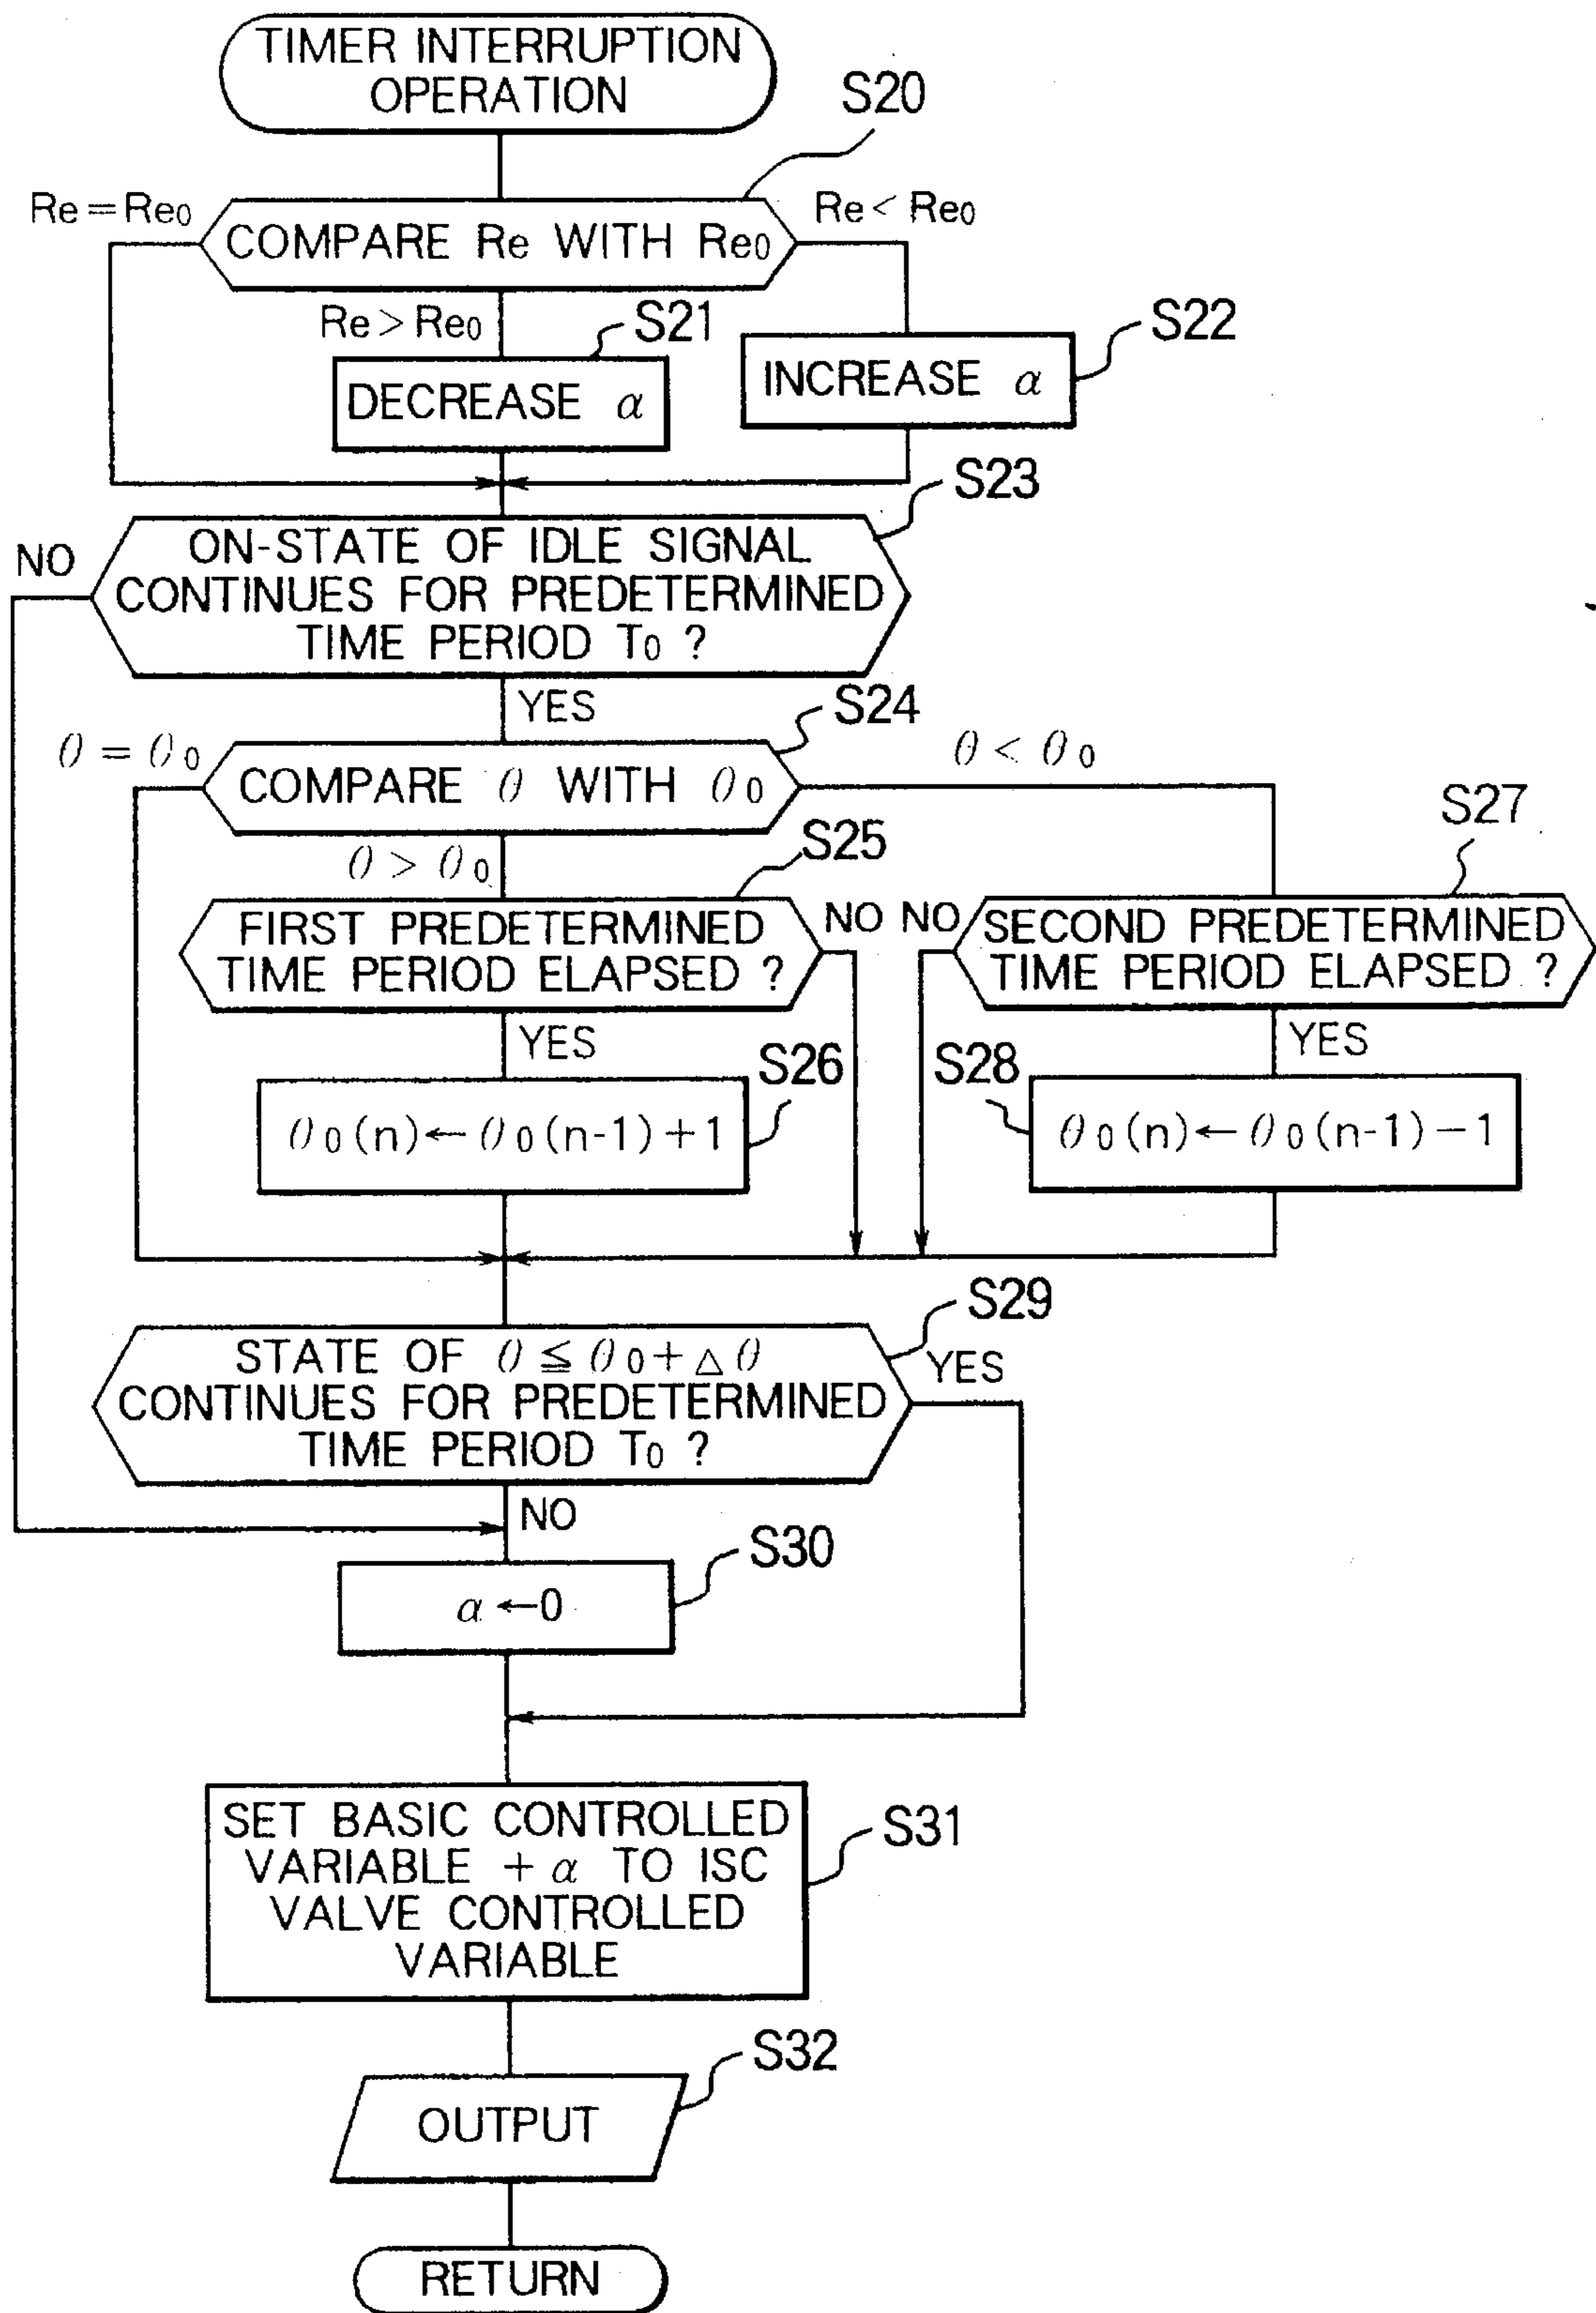 TIMER INTERRUPTION
OPERATION
S20
Re = Re0
Re < Re0
COMPARE Re WITH Re0
Re > Re0
S21
S22
DECREASE α
INCREASE α
S23
NO
ON-STATE OF IDLE SIGNAL
CONTINUES FOR PREDETERMINED
TIME PERIOD T0 ?
YES
S24
θ = θ0
θ < θ0
COMPARE θ WITH θ0
S27
θ > θ0
S25
FIRST PREDETERMINED
TIME PERIOD ELAPSED ?
NO
NO
SECOND PREDETERMINED
TIME PERIOD ELAPSED ?
YES
YES
S26
S28
θ0(n)←θ0(n-1)+1
θ0(n)←θ0(n-1)−1
S29
STATE OF θ ≦ θ0+△θ
CONTINUES FOR PREDETERMINED
TIME PERIOD T0 ?
YES
NO
S30
α←0
SET BASIC CONTROLLED
VARIABLE +α TO ISC
VALVE CONTROLLED
VARIABLE
S31
S32
OUTPUT
RETURN